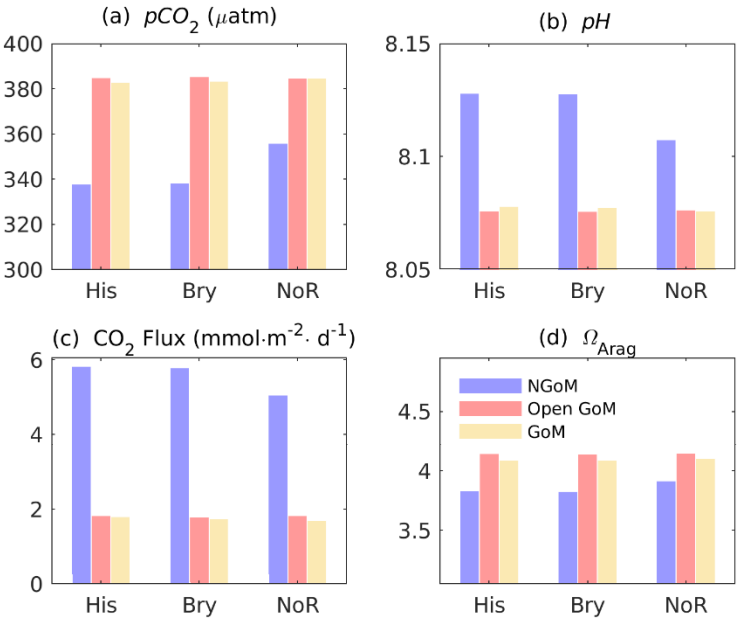 (a) pCO₂ (μatm)
400
380
360
340
320
300
His Bry NoR
(b) pH
8.15
8.1
8.05
His Bry NoR
(c) CO₂ Flux (mmol·m⁻²· d⁻¹)
6
4
2
0
His Bry NoR
(d) Ω_Arag
4.5
4
3.5
NGoM
Open GoM
GoM
His Bry NoR